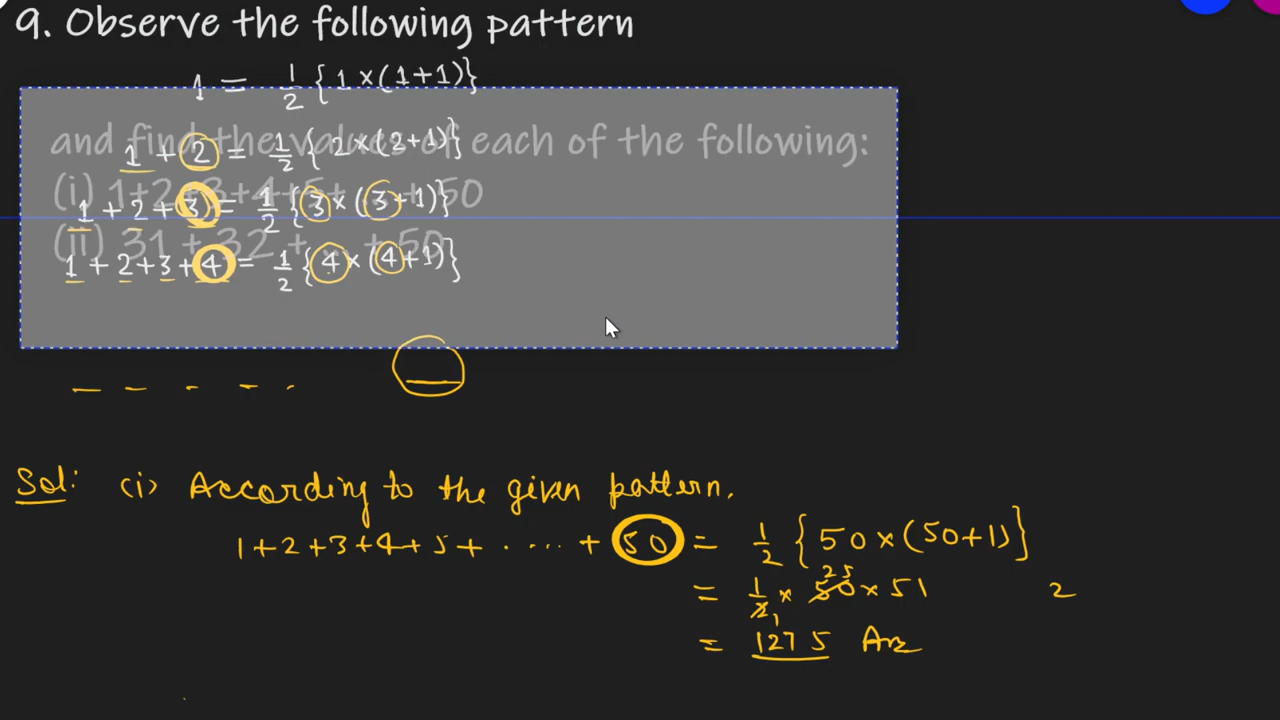 9. Observe the following pattern
1 = 1/2 {1×(1+1)}
and find the values of each of the following:
1 + 2 = 1/2 {2×(2+1)}
(i) 1+2+3+4+5+ ... + 50
1 + 2 + 3 = 1/2 {3×(3+1)}
(ii) 31 + 32 + ... + 50
1 + 2 + 3 + 4 = 1/2 {4×(4+1)}
Sol: (i) According to the given pattern.
1+2+3+4+5+ ..... + 50 = 1/2 {50×(50+1)}
25
= 1/2 × 50 × 51 2
1
= 1275 Ans